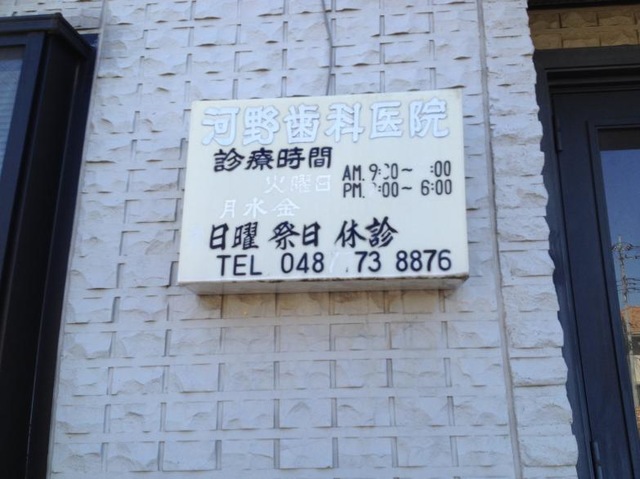 河野歯科医院
診療時間
火曜日
AM. 9:00〜 :00
PM. :00〜 6:00
月 水 金
日曜 祭日 休診
TEL 048 73 8876